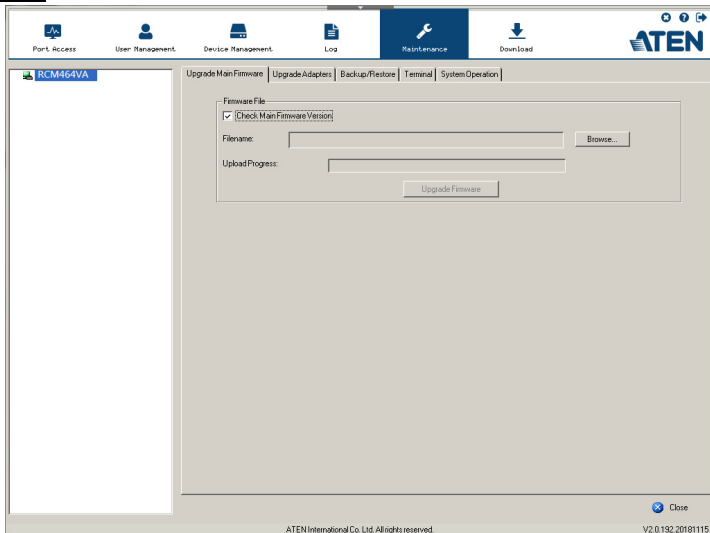 Port Access
User Management
Device Management
Log
Maintenance
Download
ATEN
RCM464VA
Upgrade Main Firmware
Upgrade Adapters
Backup/Restore
Terminal
System Operation
Firmware File
Check Main Firmware Version
Filename:
Browse...
Upload Progress:
Upgrade Firmware
Close
ATEN International Co. Ltd. All rights reserved.
V2.0.192.20181115